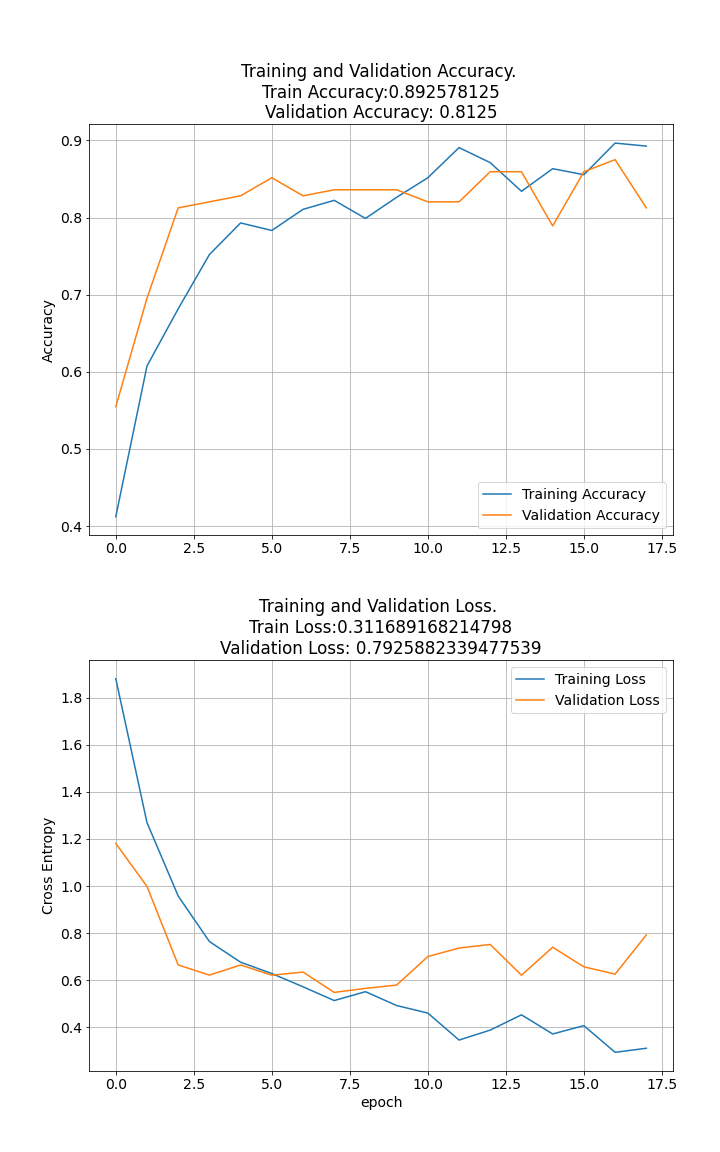 Training and Validation Accuracy.
Train Accuracy:0.892578125
Validation Accuracy: 0.8125
0.9
0.8
0.7
0.6
0.5
0.4
Accuracy
Training Accuracy
Validation Accuracy
0.0 2.5 5.0 7.5 10.0 12.5 15.0 17.5
Training and Validation Loss.
Train Loss:0.311689168214798
Validation Loss: 0.7925882339477539
Training Loss
Validation Loss
1.8
1.6
1.4
1.2
1.0
0.8
0.6
0.4
Cross Entropy
0.0 2.5 5.0 7.5 10.0 12.5 15.0 17.5
epoch